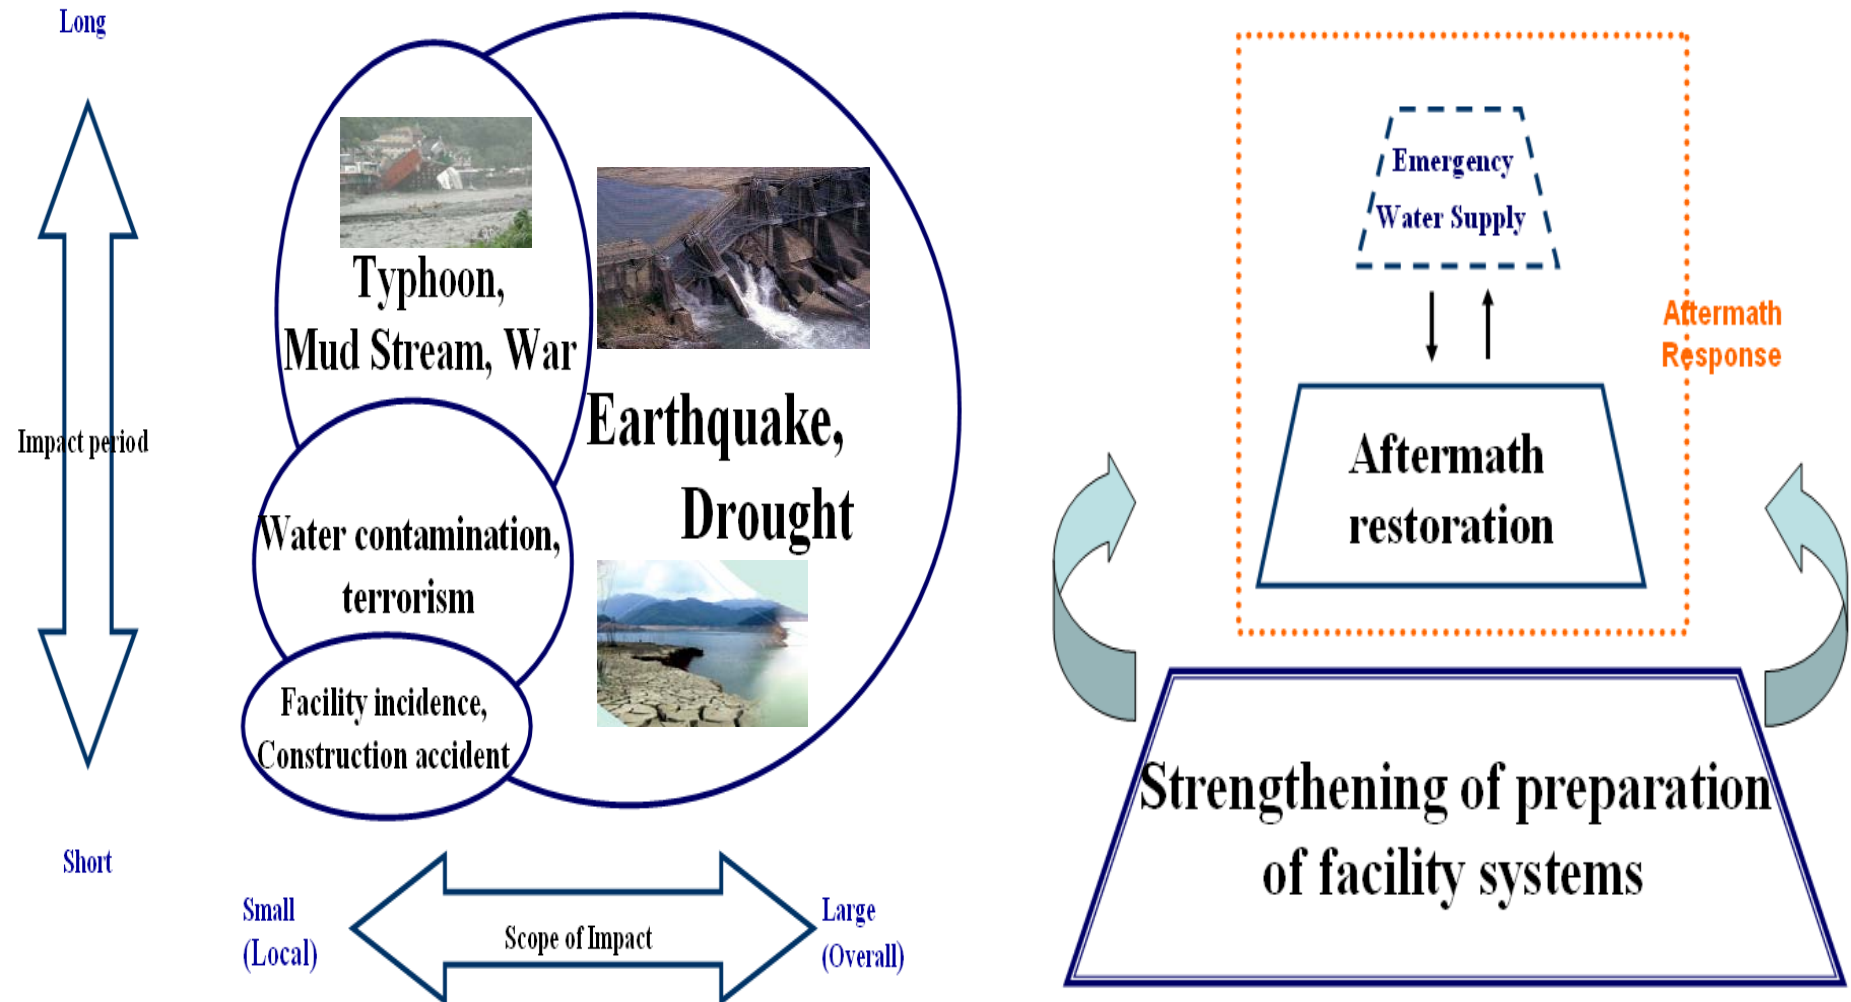 Long
Impact period
Short
Typhoon,
Mud Stream, War
Earthquake,
Drought
Water contamination,
terrorism
Facility incidence,
Construction accident
Small
(Local)
Scope of Impact
Large
(Overall)
Emergency
Water Supply
Aftermath
Response
Aftermath
restoration
Strengthening of preparation
of facility systems